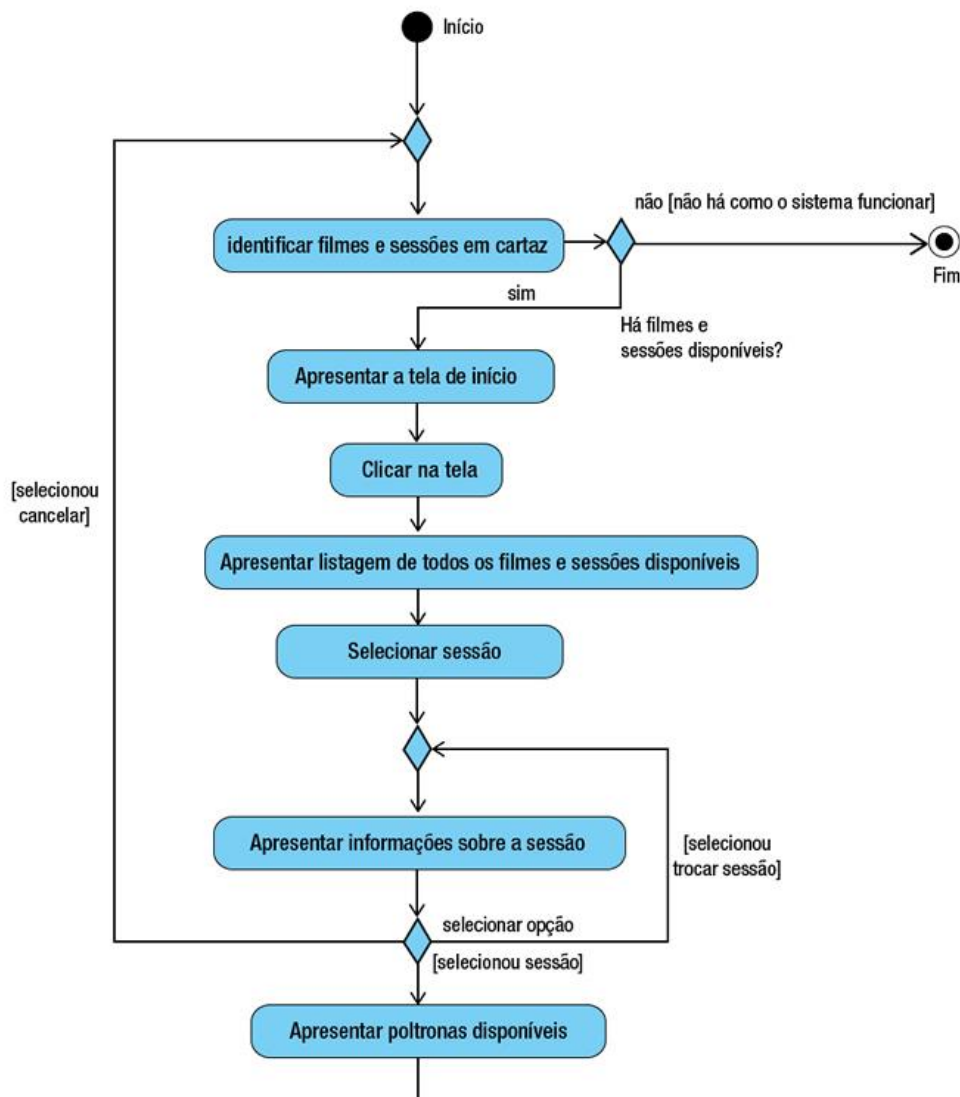 Início
não [não há como o sistema funcionar]
identificar filmes e sessões em cartaz
Fim
sim
Há filmes e
sessões disponíveis?
Apresentar a tela de início
Clicar na tela
[selecionou
cancelar]
Apresentar listagem de todos os filmes e sessões disponíveis
Selecionar sessão
Apresentar informações sobre a sessão
[selecionou
trocar sessão]
selecionar opção
[selecionou sessão]
Apresentar poltronas disponíveis